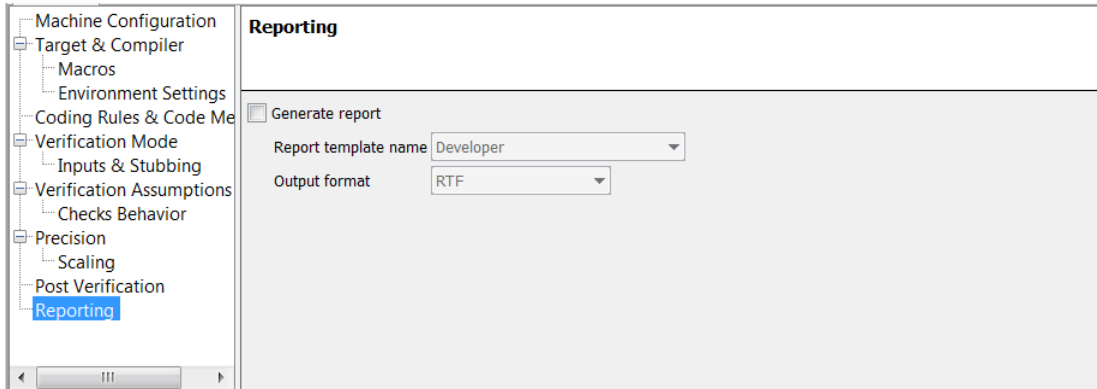 Machine Configuration
Target & Compiler
Macros
Environment Settings
Coding Rules & Code Me
Verification Mode
Inputs & Stubbing
Verification Assumptions
Checks Behavior
Precision
Scaling
Post Verification
Reporting
Reporting
Generate report
Report template name Developer
Output format RTF